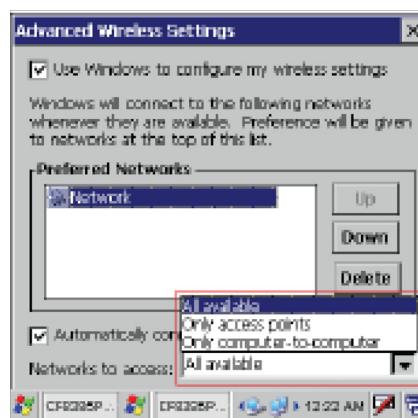 Advanced Wireless Settings
Use Windows to configure my wireless settings
Windows will connect to the following networks
whenever they are available. Preference will be given
to networks at the top of this list.
Preferred Networks
Network
Up
Down
Delete
All available
Only access points
Only computer-to-computer
Automatically
Networks to access:
All available
12:22 AM